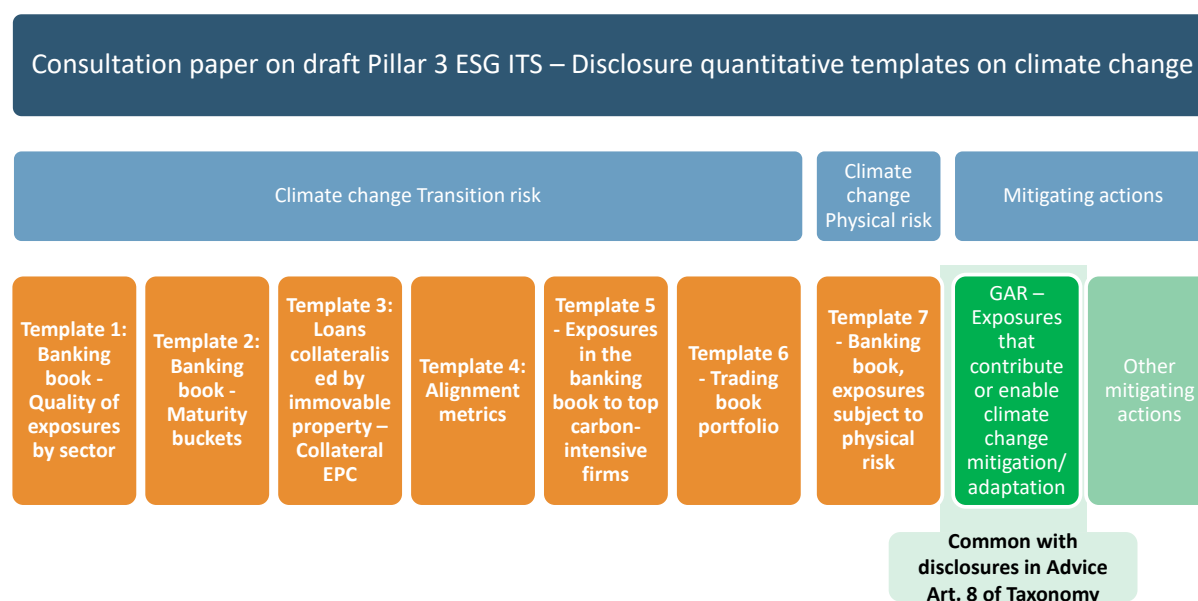 Consultation paper on draft Pillar 3 ESG ITS – Disclosure quantitative templates on climate change
Climate change Transition risk
Climate
change
Physical risk
Mitigating actions
Template 1:
Banking
book -
Quality of
exposures
by sector
Template 2:
Banking
book -
Maturity
buckets
Template 3:
Loans
collateralis
ed by
immovable
property –
Collateral
EPC
Template 4:
Alignment
metrics
Template 5
- Exposures
in the
banking
book to top
carbon-
intensive
firms
Template 6
- Trading
book
portfolio
Template 7
- Banking
book,
exposures
subject to
physical
risk
GAR –
Exposures
that
contribute
or enable
climate
change
mitigation/
adaptation
Other
mitigating
actions
Common with
disclosures in Advice
Art. 8 of Taxonomy